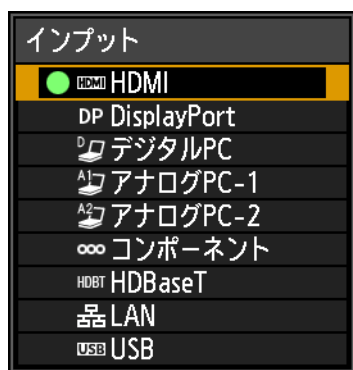 インプット
HDMI HDMI
DP DisplayPort
D デジタルPC
A1 アナログPC-1
A2 アナログPC-2
コンポーネント
HDBT HDBaseT
LAN
USB USB